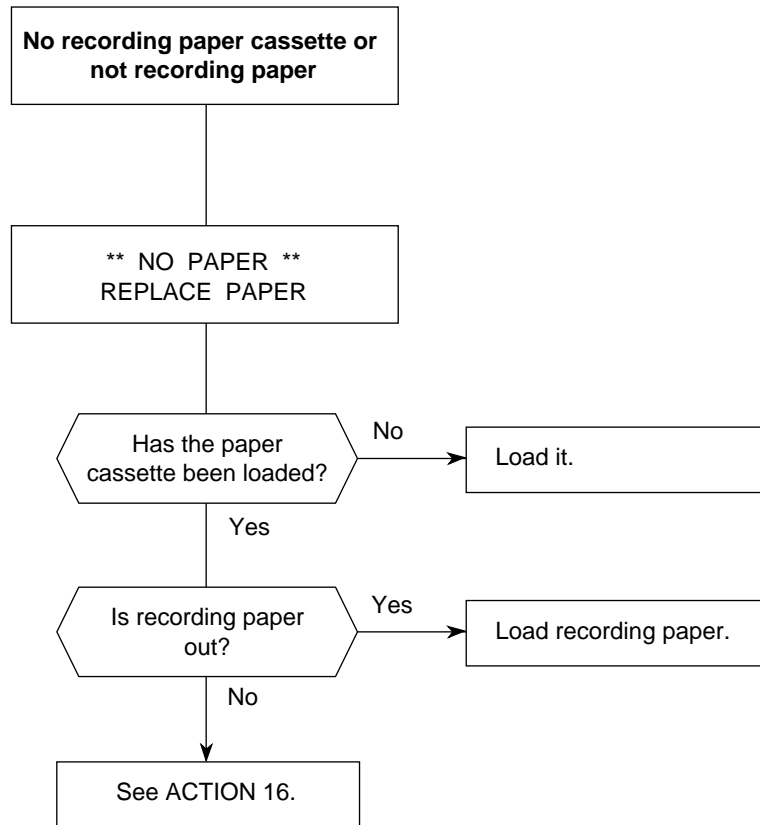 No recording paper cassette or
not recording paper
** NO PAPER **
REPLACE PAPER
Has the paper
cassette been loaded?
No
Load it.
Yes
Is recording paper
out?
Yes
Load recording paper.
No
See ACTION 16.